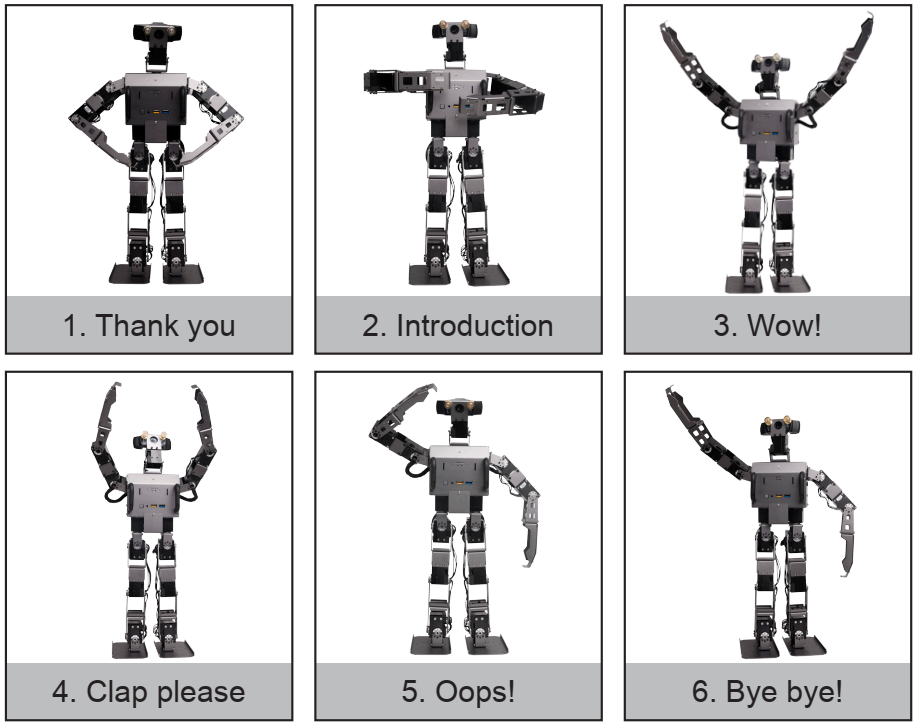 1. Thank you
2. Introduction
3. Wow!
4. Clap please
5. Oops!
6. Bye bye!